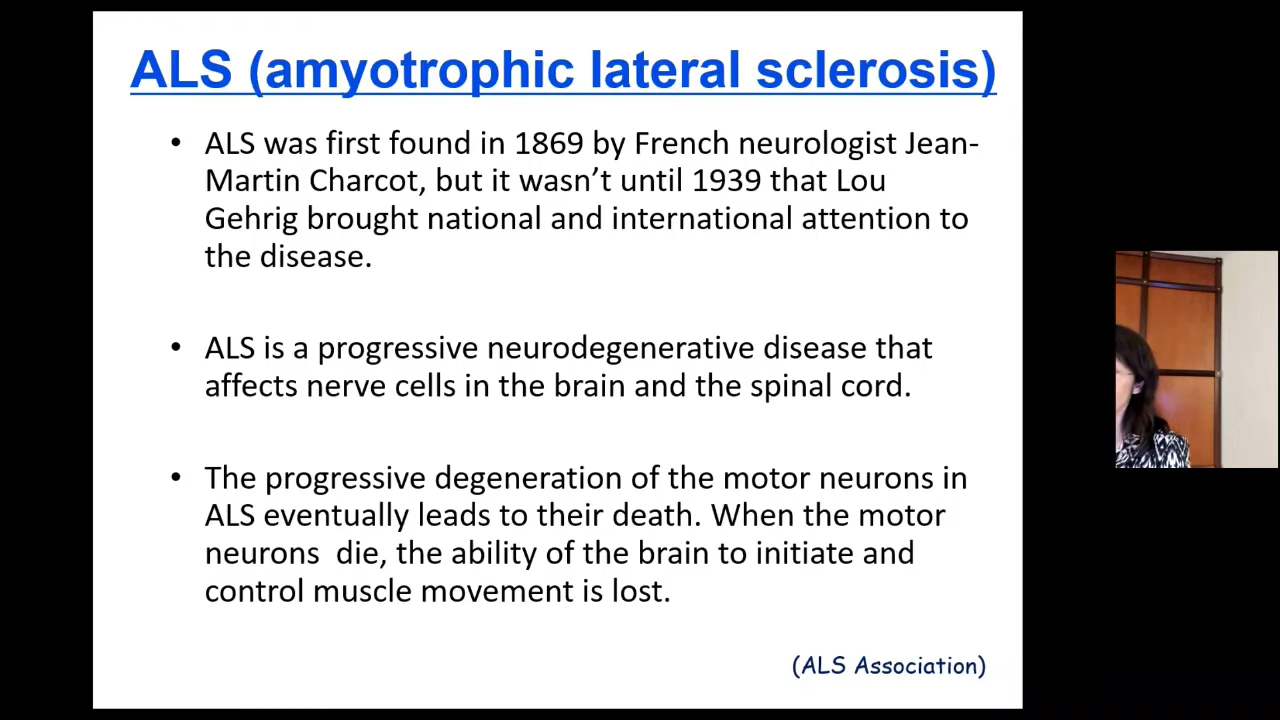 ALS (amyotrophic lateral sclerosis)
• ALS was first found in 1869 by French neurologist Jean-
Martin Charcot, but it wasn’t until 1939 that Lou
Gehrig brought national and international attention to
the disease.
• ALS is a progressive neurodegenerative disease that
affects nerve cells in the brain and the spinal cord.
• The progressive degeneration of the motor neurons in
ALS eventually leads to their death. When the motor
neurons  die, the ability of the brain to initiate and
control muscle movement is lost.
(ALS Association)